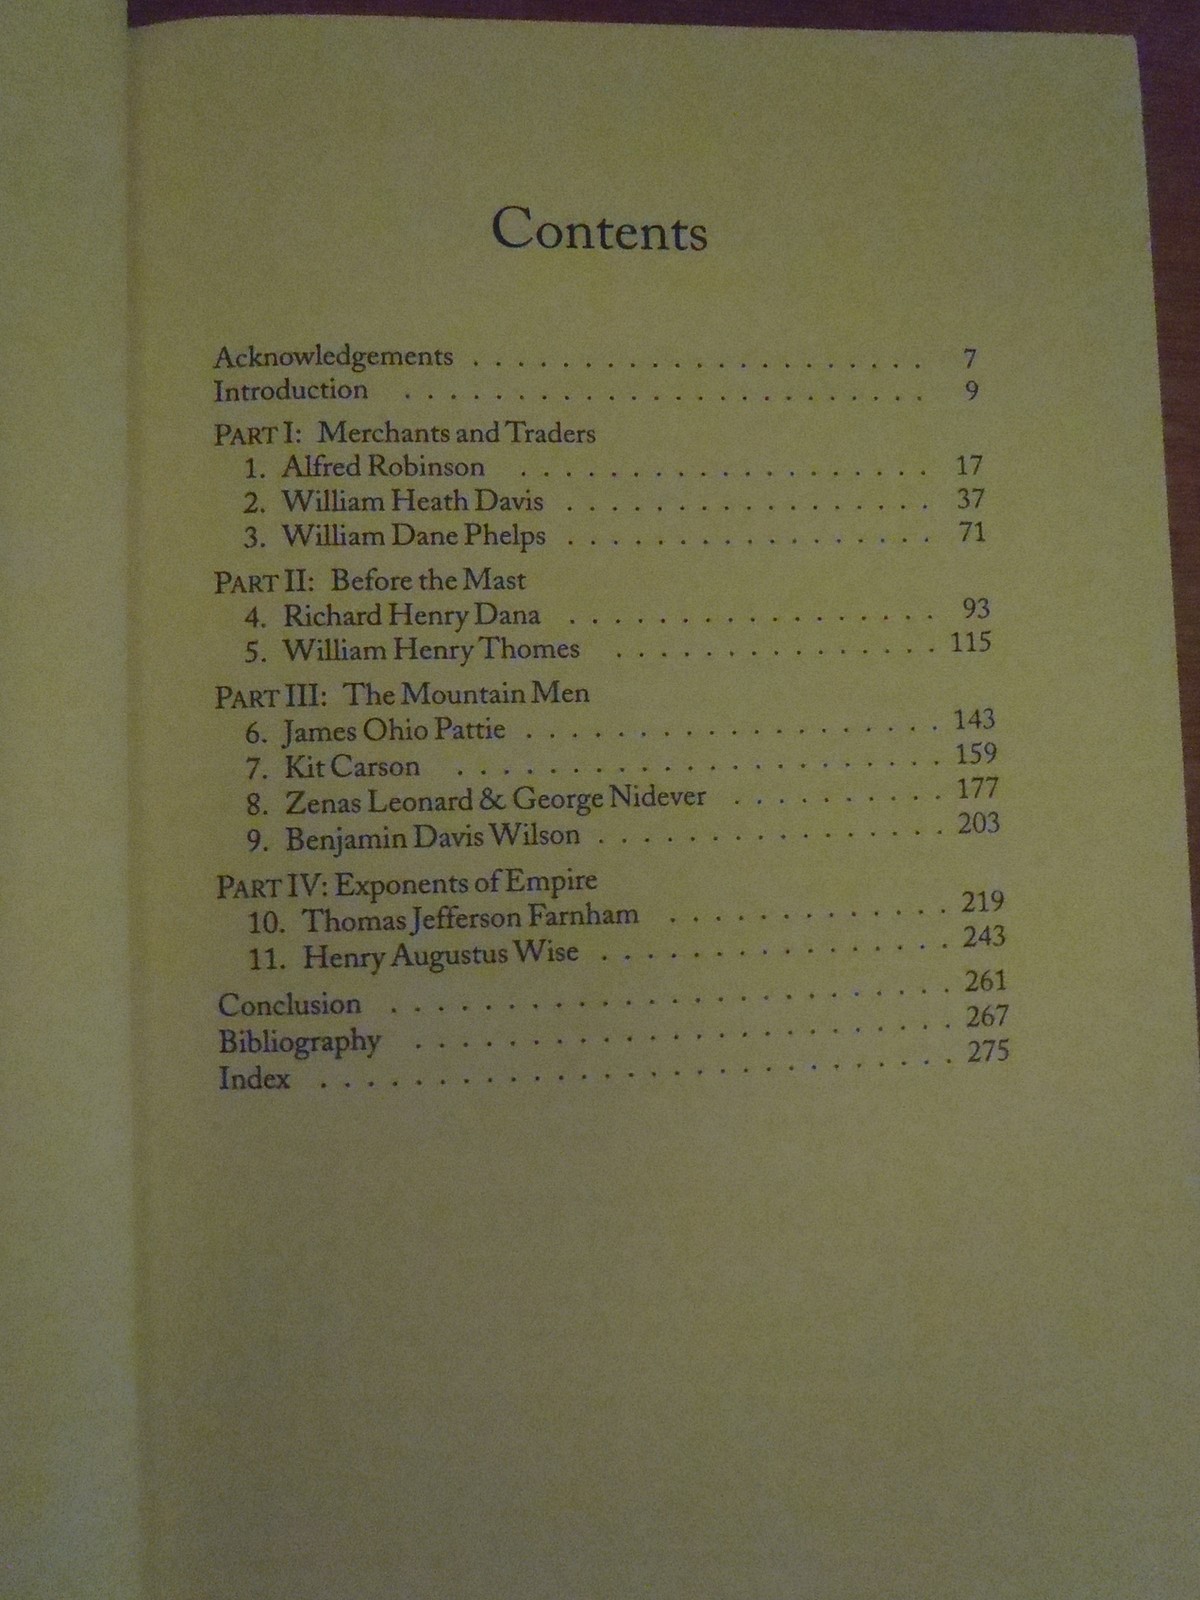 Contents
Acknowledgements . . . . . . . . . . . . . . . . . . . . . 7
Introduction . . . . . . . . . . . . . . . . . . . . . . . . 9
PART I: Merchants and Traders
1. Alfred Robinson . . . . . . . . . . . . . . . . . . . 17
2. William Heath Davis . . . . . . . . . . . . . . . . . 37
3. William Dane Phelps . . . . . . . . . . . . . . . . . 71
PART II: Before the Mast
4. Richard Henry Dana . . . . . . . . . . . . . . . . . 93
5. William Henry Thomes . . . . . . . . . . . . . . . 115
PART III: The Mountain Men
6. James Ohio Pattie . . . . . . . . . . . . . . . . . . . 143
7. Kit Carson . . . . . . . . . . . . . . . . . . . . . . 159
8. Zenas Leonard & George Nidever . . . . . . . . . . 177
9. Benjamin Davis Wilson . . . . . . . . . . . . . . . . 203
PART IV: Exponents of Empire
10. Thomas Jefferson Farnham . . . . . . . . . . . . . 219
11. Henry Augustus Wise . . . . . . . . . . . . . . . . 243
Conclusion . . . . . . . . . . . . . . . . . . . . . . . . . 261
Bibliography . . . . . . . . . . . . . . . . . . . . . . . . 267
Index . . . . . . . . . . . . . . . . . . . . . . . . . . . . 275